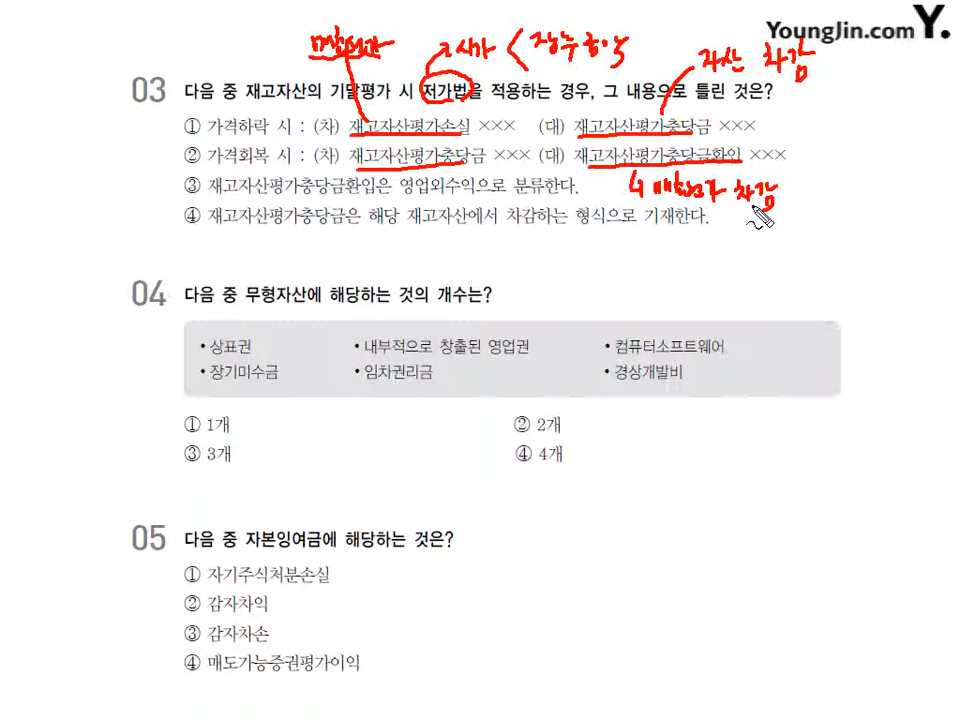 YoungJin.com Y.
매출원가 시가 < 장부금액
자산 차감
03 다음 중 재고자산의 기말평가 시 저가법을 적용하는 경우, 그 내용으로 틀린 것은?
① 가격하락 시 : (차) 재고자산평가손실 ××× (대) 재고자산평가충당금 ×××
② 가격회복 시 : (차) 재고자산평가충당금 ××× (대) 재고자산평가충당금환입 ×××
③ 재고자산평가충당금환입은 영업외수익으로 분류한다.
매출원가 차감
④ 재고자산평가충당금은 해당 재고자산에서 차감하는 형식으로 기재한다.
04 다음 중 무형자산에 해당하는 것의 개수는?
• 상표권 • 내부적으로 창출된 영업권 • 컴퓨터소프트웨어
• 장기미수금 • 임차권리금 • 경상개발비
① 1개 ② 2개
③ 3개 ④ 4개
05 다음 중 자본잉여금에 해당하는 것은?
① 자기주식처분손실
② 감자차익
③ 감자차손
④ 매도가능증권평가이익